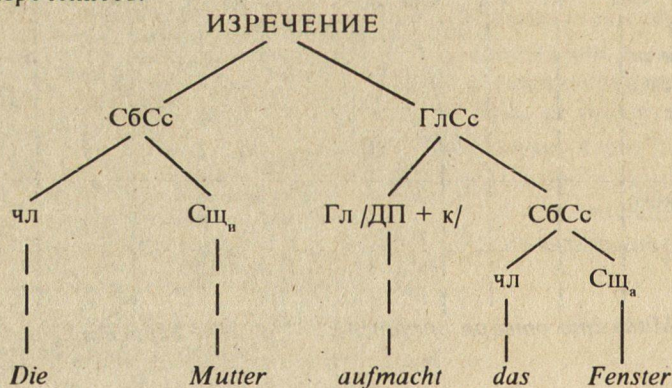 ИЗРЕЧЕНИЕ
СбСс ГлСс
чл Сщи Гл /ДП + к/ СбСс
чл Сща
Die Mutter aufmacht das Fenster